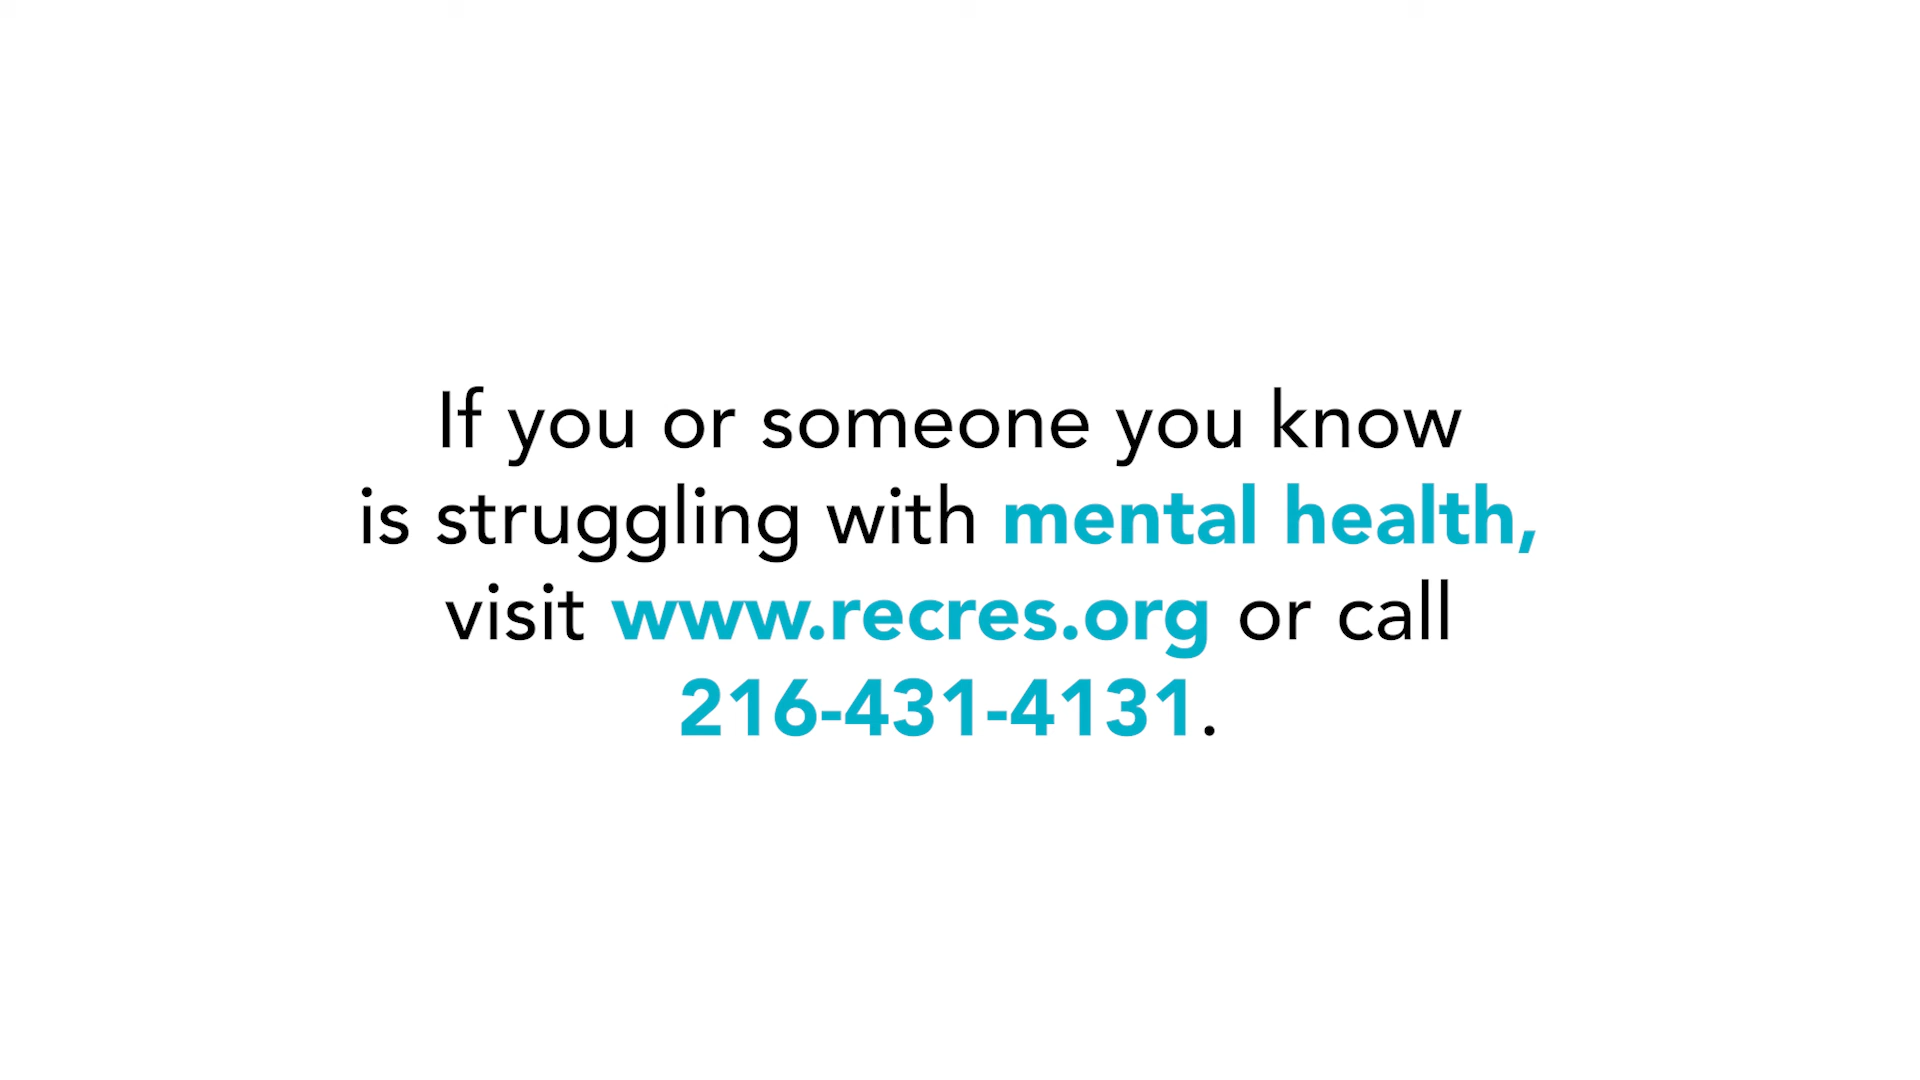 If you or someone you know
is struggling with mental health,
visit www.recres.org or call
216-431-4131.